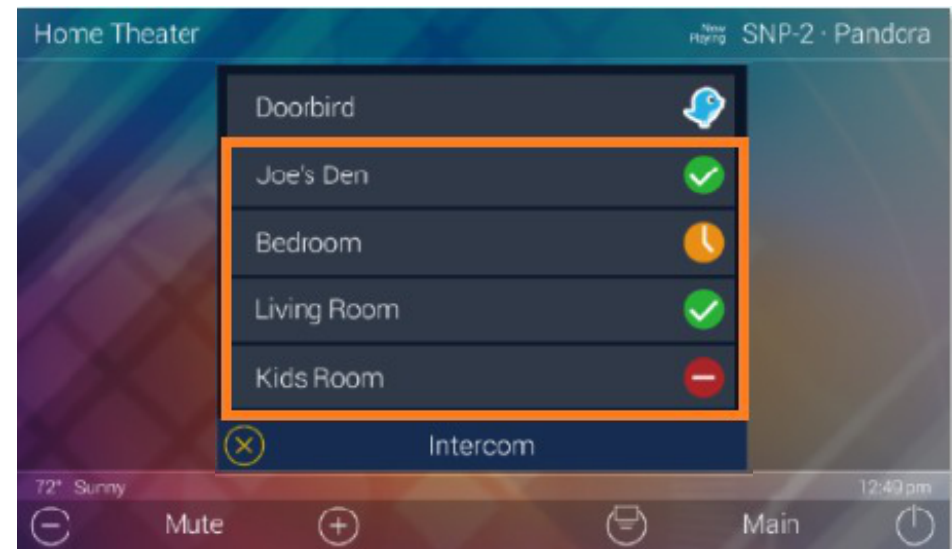 Home Theater
Now Playing SNP-2 · Pandora
Doorbird
Joe's Den
Bedroom
Living Room
Kids Room
Intercom
72° Sunny
12:49 pm
Mute
Main